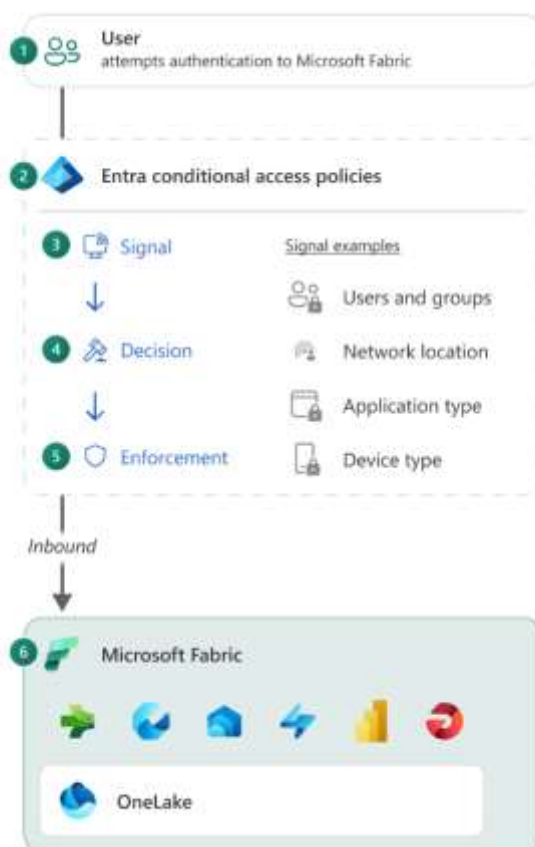 1
User
attempts authentication to Microsoft Fabric
2
Entra conditional access policies
3
Signal
Signal examples
Users and groups
4
Decision
Network location
Application type
5
Enforcement
Device type
Inbound
6
Microsoft Fabric
OneLake